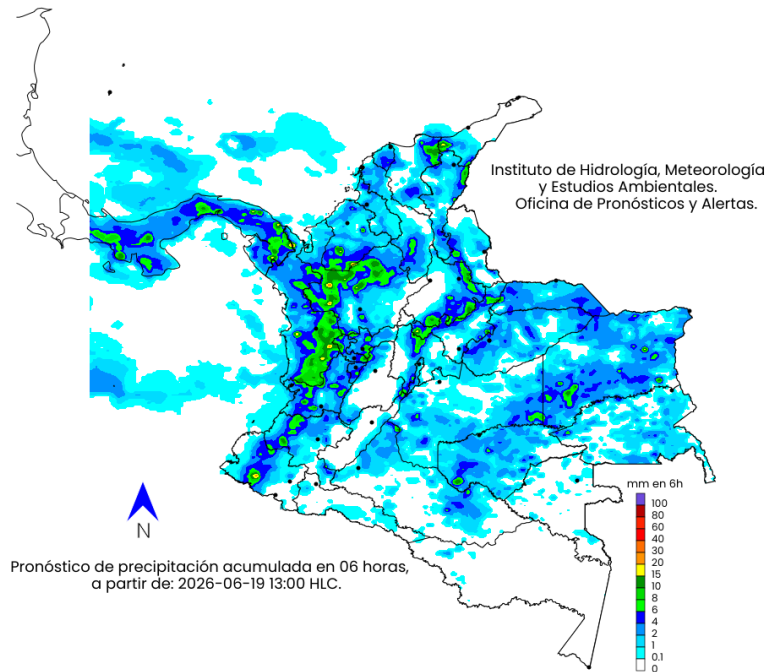 Instituto de Hidrología, Meteorología
y Estudios Ambientales.
Oficina de Pronósticos y Alertas.
N
Pronóstico de precipitación acumulada en 06 horas,
a partir de: 2026-06-19 13:00 HLC.
mm en 6h
100
80
60
40
30
20
15
10
8
6
4
2
1
0.1
0